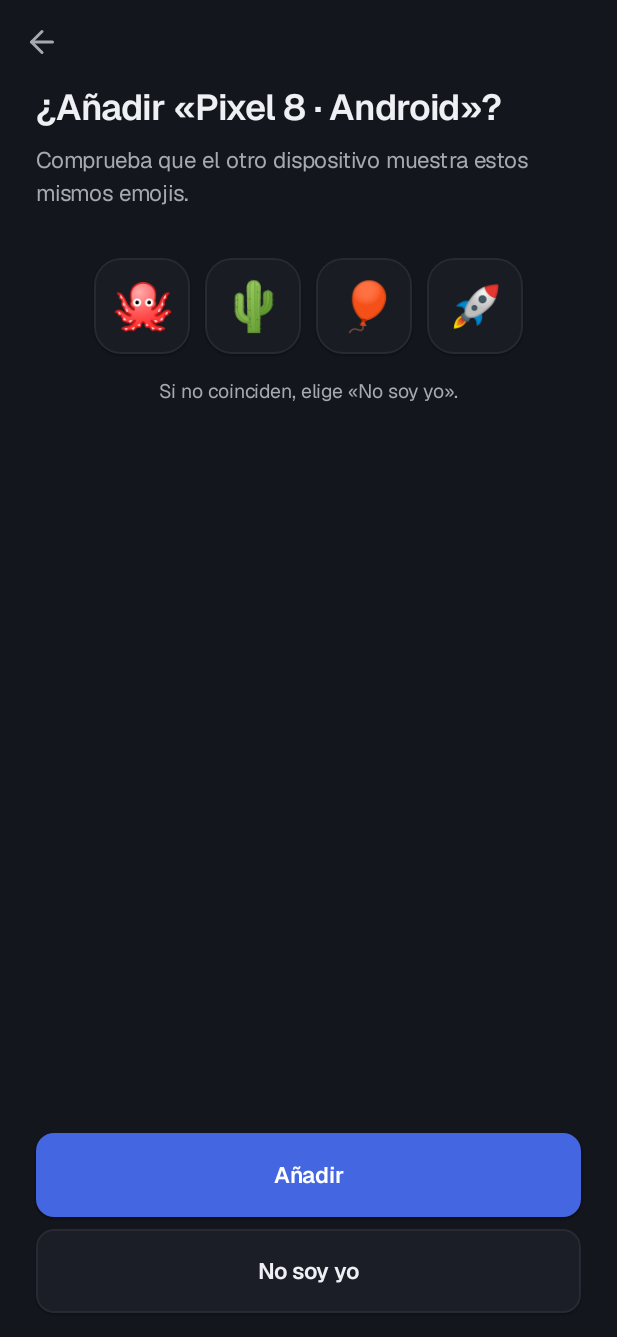 ¿Añadir «Pixel 8 · Android»?
Comprueba que el otro dispositivo muestra estos
mismos emojis.
Si no coinciden, elige «No soy yo».
Añadir
No soy yo